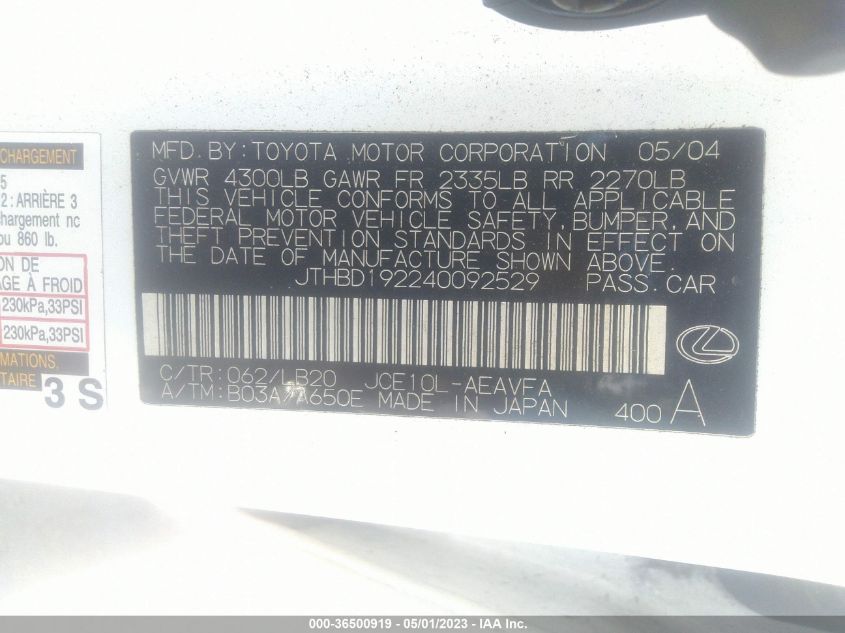 CHARGEMENT
5
2: ARRIÈRE 3
chargement nc
ou 860 lb.
ION DE
AGE À FROID
230kPa,33PSI
230kPa,33PSI
MATIONS.
TAIRE
3 S
MFD. BY: TOYOTA MOTOR CORPORATION 05/04
GVWR 4300LB GAWR FR 2335LB RR 2270LB
THIS VEHICLE CONFORMS TO ALL APPLICABLE
FEDERAL MOTOR VEHICLE SAFETY, BUMPER, AND
THEFT PREVENTION STANDARDS IN EFFECT ON
THE DATE OF MANUFACTURE SHOWN ABOVE.
JTHBD192240092529 PASS.CAR
C/TR: 062/LB20 JCE10L-AEAVFA
A/TM: B03A/A650E MADE IN JAPAN 400 A
000-36500919 - 05/01/2023 - IAA Inc.